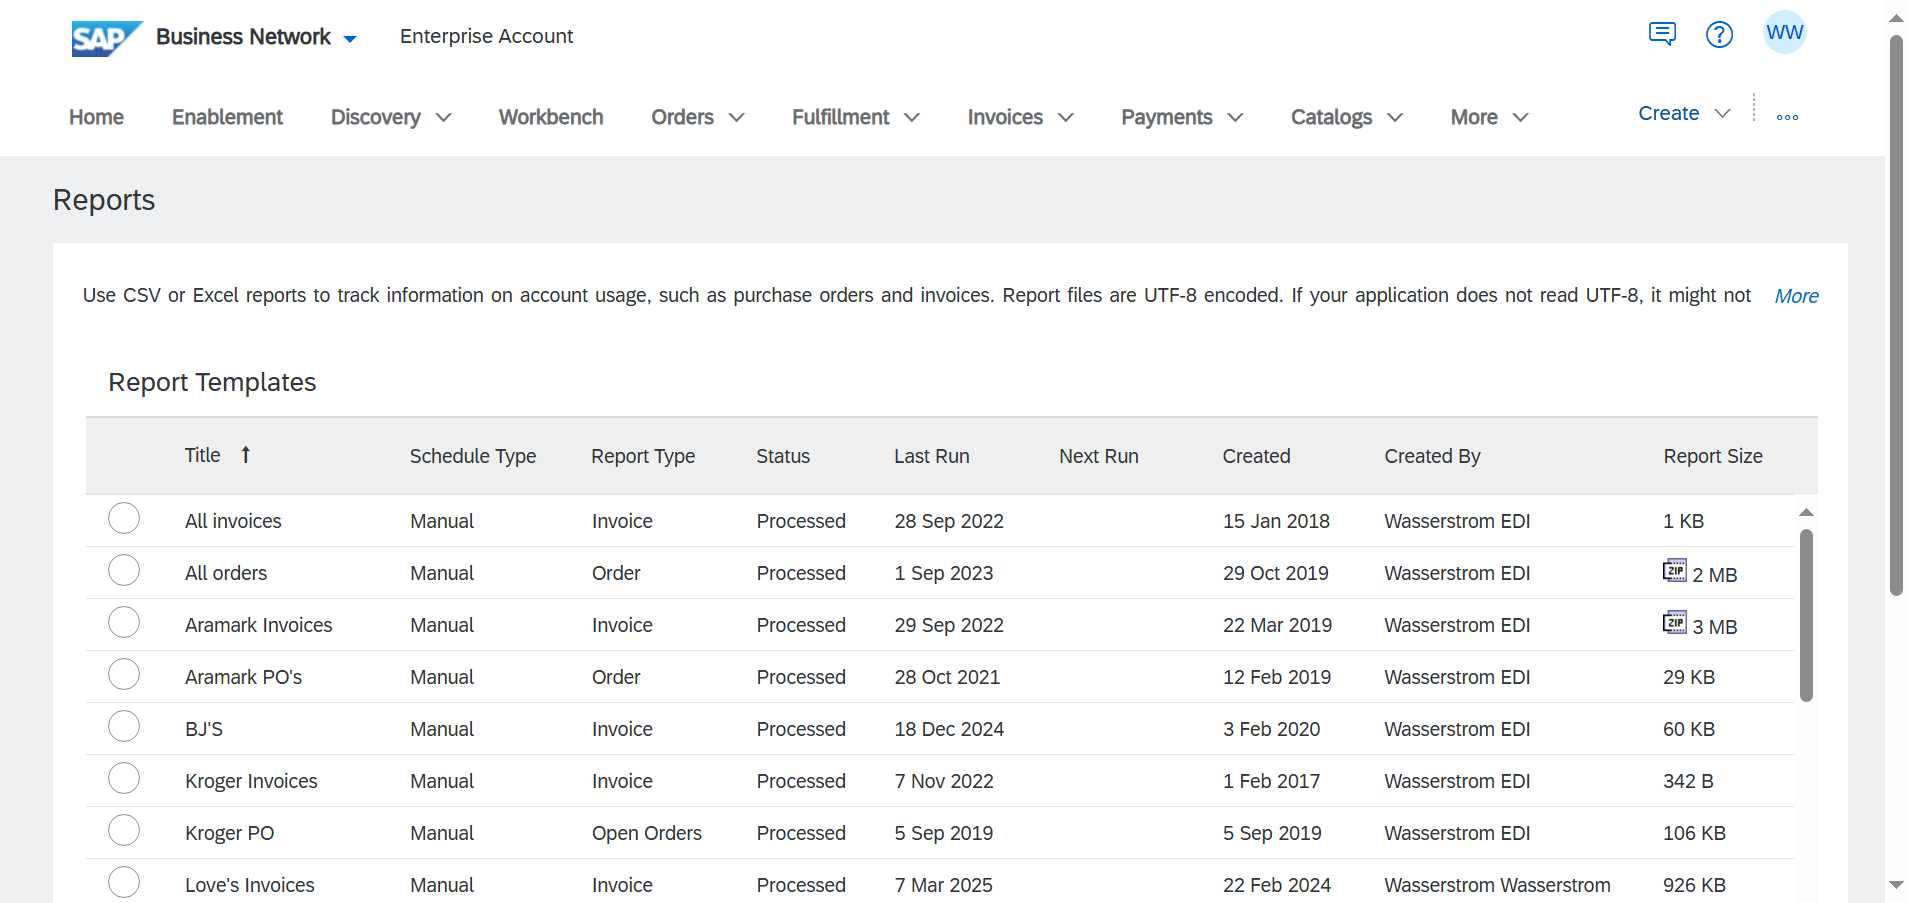 SAP Business Network Enterprise Account WW
Home Enablement Discovery Workbench Orders Fulfillment Invoices Payments Catalogs More Create
Reports
Use CSV or Excel reports to track information on account usage, such as purchase orders and invoices. Report files are UTF-8 encoded. If your application does not read UTF-8, it might not More
Report Templates
Title Schedule Type Report Type Status Last Run Next Run Created Created By Report Size
All invoices Manual Invoice Processed 28 Sep 2022 15 Jan 2018 Wasserstrom EDI 1 KB
All orders Manual Order Processed 1 Sep 2023 29 Oct 2019 Wasserstrom EDI ZIP 2 MB
Aramark Invoices Manual Invoice Processed 29 Sep 2022 22 Mar 2019 Wasserstrom EDI ZIP 3 MB
Aramark PO's Manual Order Processed 28 Oct 2021 12 Feb 2019 Wasserstrom EDI 29 KB
BJ'S Manual Invoice Processed 18 Dec 2024 3 Feb 2020 Wasserstrom EDI 60 KB
Kroger Invoices Manual Invoice Processed 7 Nov 2022 1 Feb 2017 Wasserstrom EDI 342 B
Kroger PO Manual Open Orders Processed 5 Sep 2019 5 Sep 2019 Wasserstrom EDI 106 KB
Love's Invoices Manual Invoice Processed 7 Mar 2025 22 Feb 2024 Wasserstrom Wasserstrom 926 KB